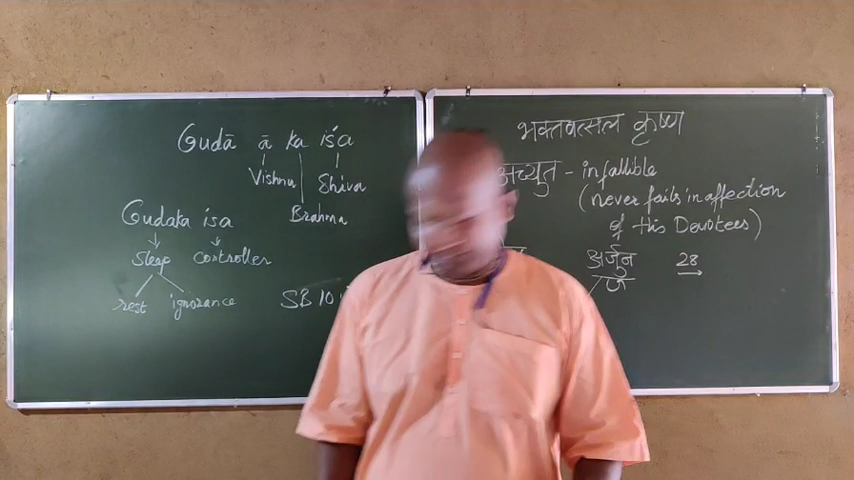 Gudā ā ka iśa
Vishnu Shiva
Brahma
Gudaka isa
Sleep controller
rest ignorance
SB 10
भक्तवत्सल कृष्ण
अच्युत - infallible
(never fails in affection
of His Devotees)
अर्जुन 28